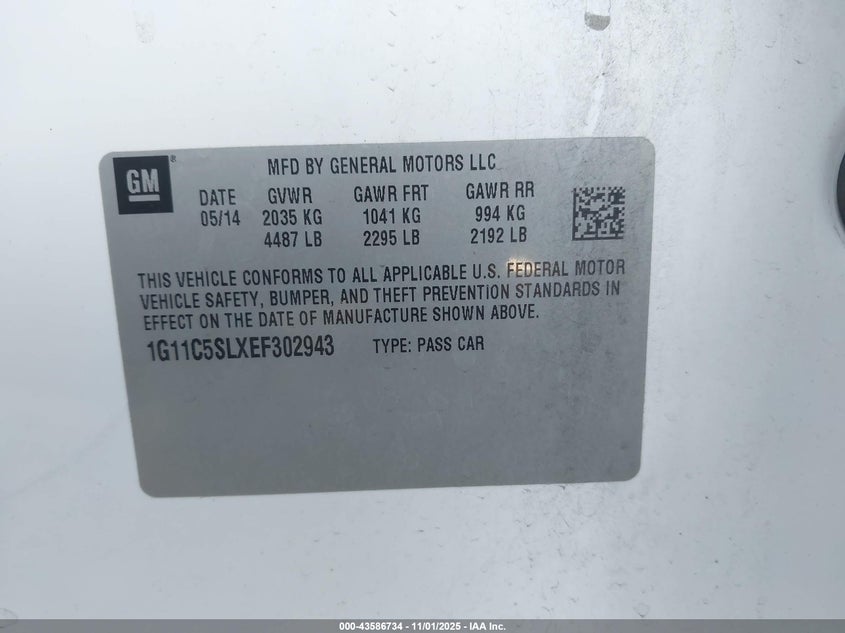 GM ®
MFD BY GENERAL MOTORS LLC
DATE GVWR GAWR FRT GAWR RR
05/14 2035 KG 1041 KG 994 KG
4487 LB 2295 LB 2192 LB
THIS VEHICLE CONFORMS TO ALL APPLICABLE U.S. FEDERAL MOTOR
VEHICLE SAFETY, BUMPER, AND THEFT PREVENTION STANDARDS IN
EFFECT ON THE DATE OF MANUFACTURE SHOWN ABOVE.
1G11C5SLXEF302943 TYPE: PASS CAR
000-43586734 - 11/01/2025 - IAA Inc.